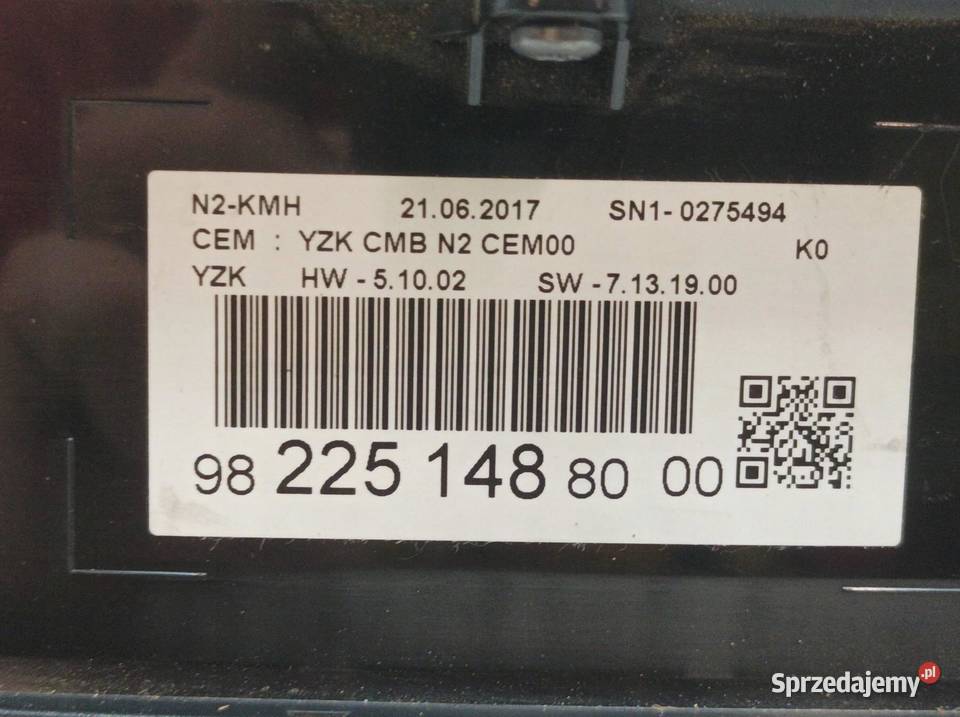 N2-KMH 21.06.2017 SN1-0275494
CEM : YZK CMB N2 CEM00 K0
YZK HW - 5.10.02 SW - 7.13.19.00
98 225 148 80 00
Sprzedajemy.pl